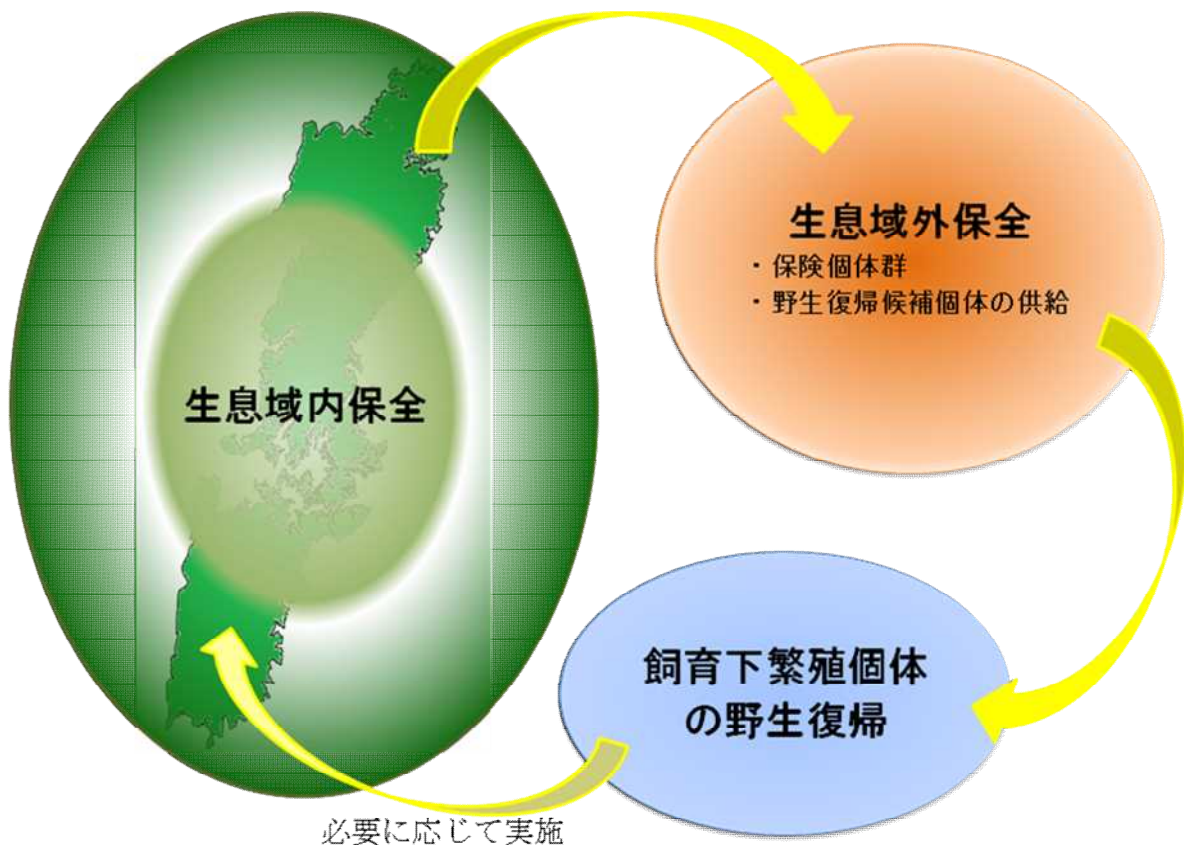 生息域内保全
生息域外保全
・保険個体群
・野生復帰候補個体の供給
飼育下繁殖個体
の野生復帰
必要に応じて実施